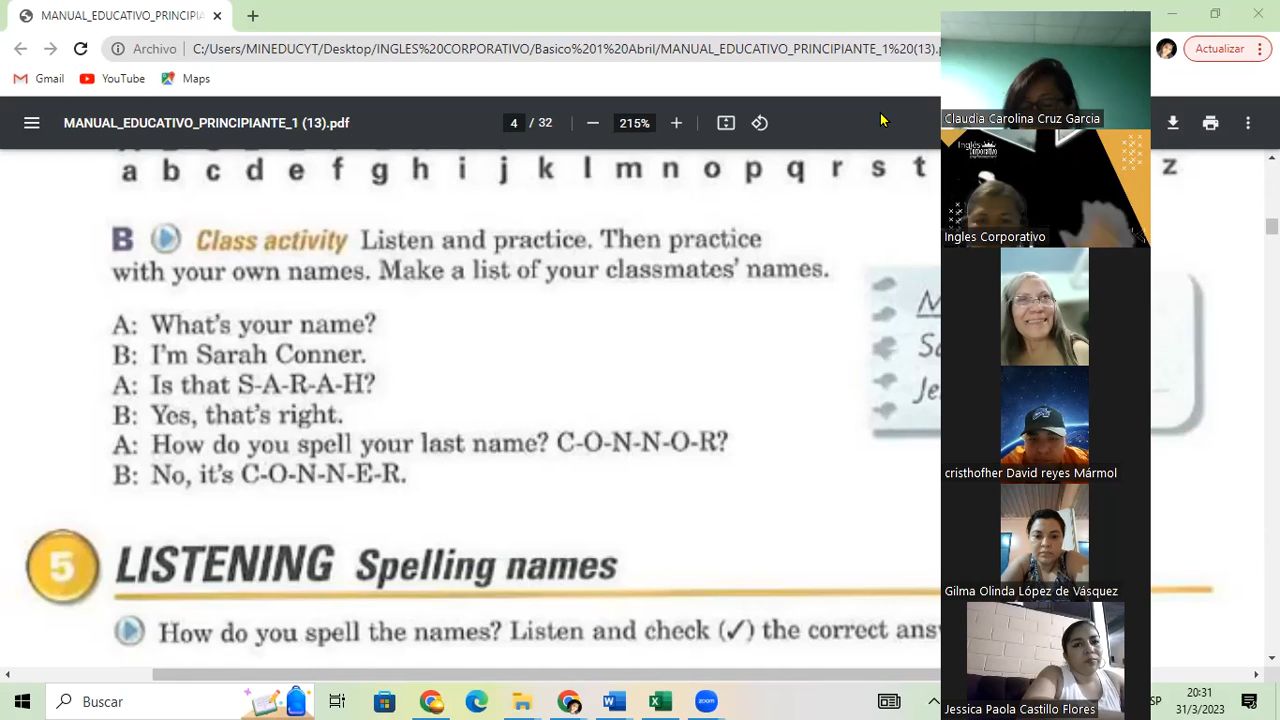 MANUAL_EDUCATIVO_PRINCIPIA
Archivo
C:/Users/MINEDUCYT/Desktop/INGLES%20CORPORATIVO/Basico%201%20Abril/MANUAL_EDUCATIVO_PRINCIPIANTE_1%20(13).p
Actualizar
Gmail
YouTube
Maps
MANUAL_EDUCATIVO_PRINCIPIANTE_1 (13).pdf
4 / 32
215%
a b c d e f g h i j k l m n o p q r s t z
B Class activity Listen and practice. Then practice
with your own names. Make a list of your classmates' names.
A: What's your name?
B: I'm Sarah Conner.
A: Is that S-A-R-A-H?
B: Yes, that's right.
A: How do you spell your last name? C-O-N-N-O-R?
B: No, it's C-O-N-N-E-R.
5 LISTENING Spelling names
How do you spell the names? Listen and check (✓) the correct
Claudia Carolina Cruz Garcia
Inglés
Corporativo
Ingles Corporativo
cristhofher David reyes Mármol
Gilma Olinda López de Vásquez
Jessica Paola Castillo Flores
Buscar
zoom
SP
20:31
31/3/2023